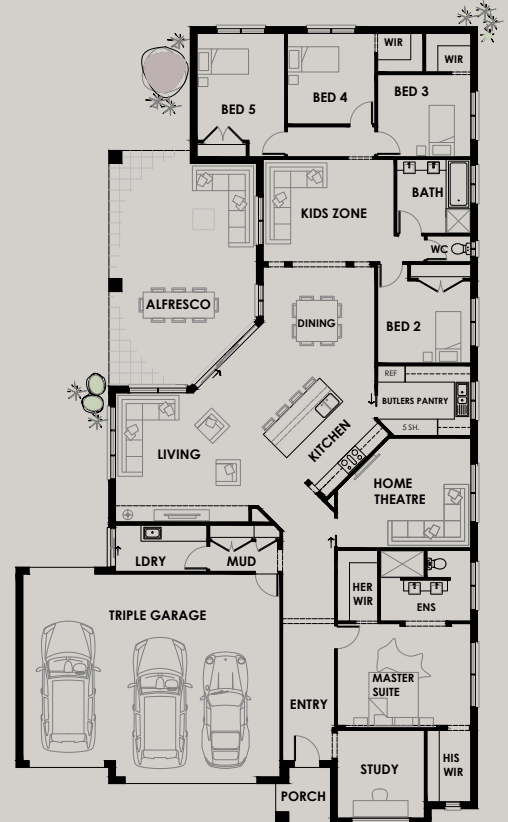 WIR
WIR
BED 3
BED 4
BED 5
BATH
KIDS ZONE
WC
ALFRESCO
DINING
BED 2
REF
BUTLERS PANTRY
5 SH.
KITCHEN
LIVING
HOME
THEATRE
LDRY
MUD
HER
WIR
ENS
TRIPLE GARAGE
MASTER
SUITE
ENTRY
STUDY
HIS
WIR
PORCH